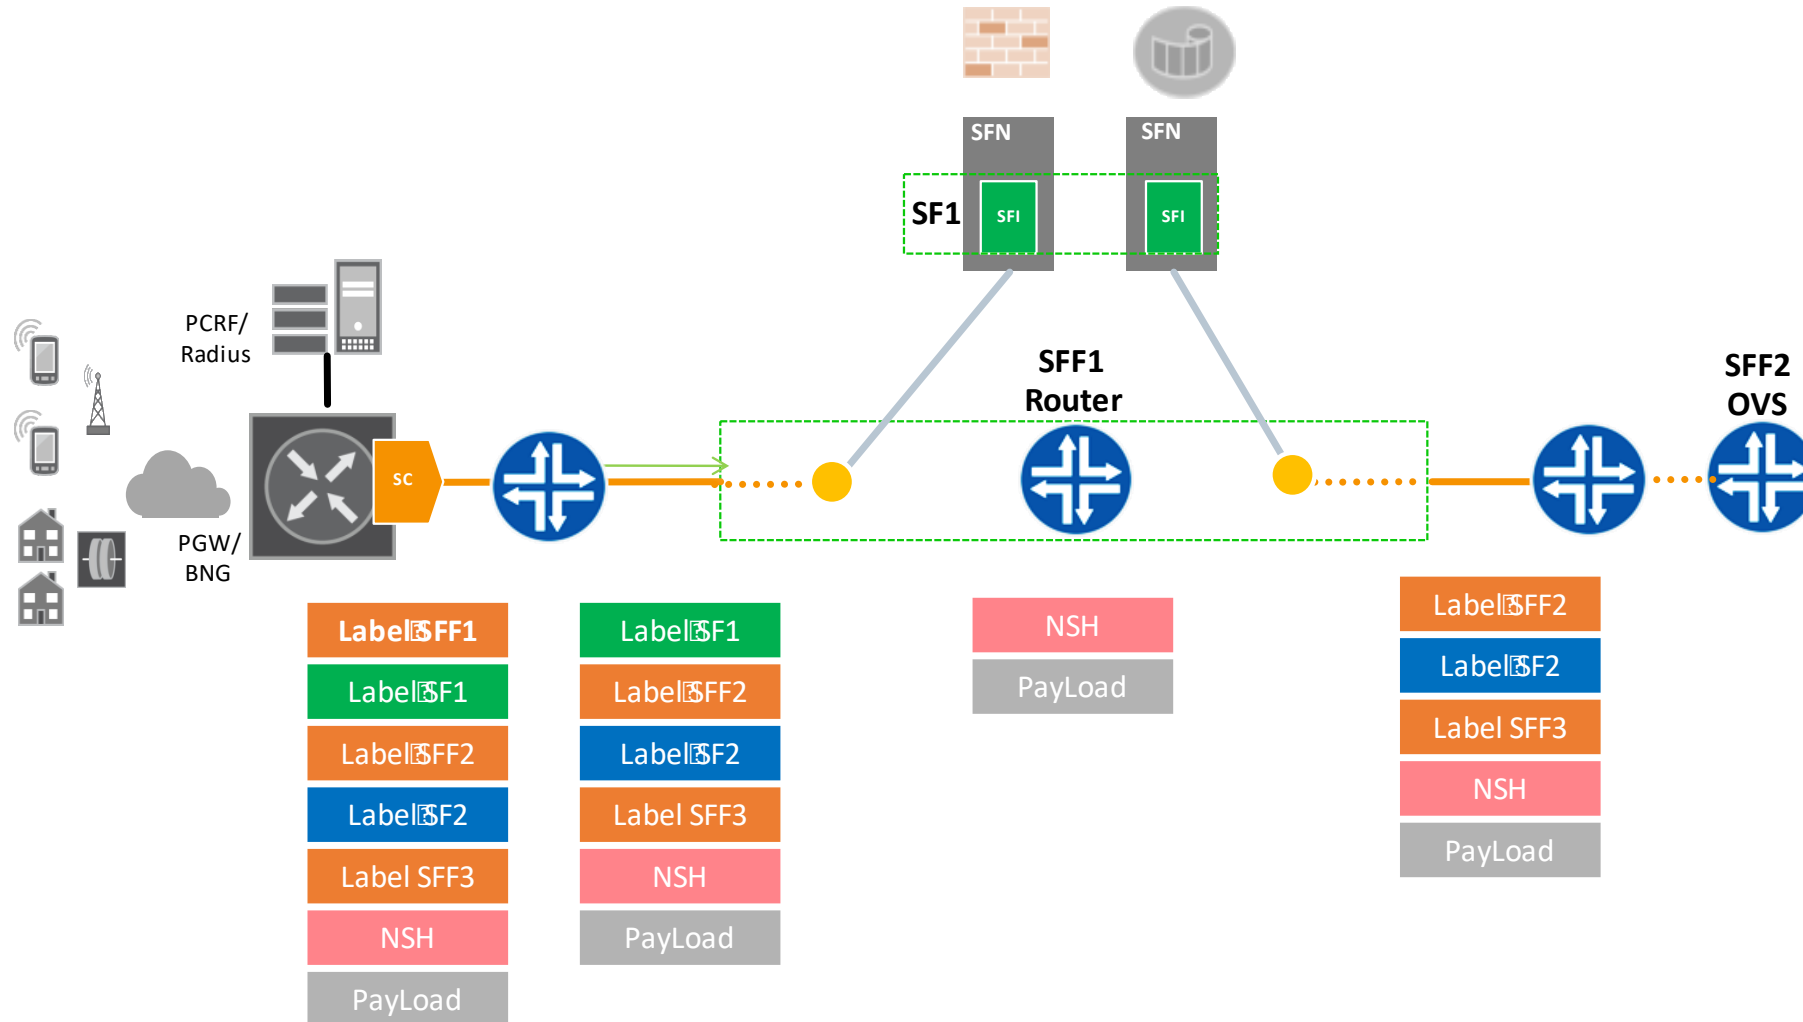 SFN
SFN
SF1
SFI
SFI
PCRF/
Radius
SFF1
Router
SFF2
OVS
SC
PGW/
BNG
Label SFF1
Label SF1
Label SFF2
Label SF2
Label SFF3
NSH
PayLoad
Label SF1
Label SFF2
Label SF2
Label SFF3
NSH
PayLoad
NSH
PayLoad
Label SFF2
Label SF2
Label SFF3
NSH
PayLoad